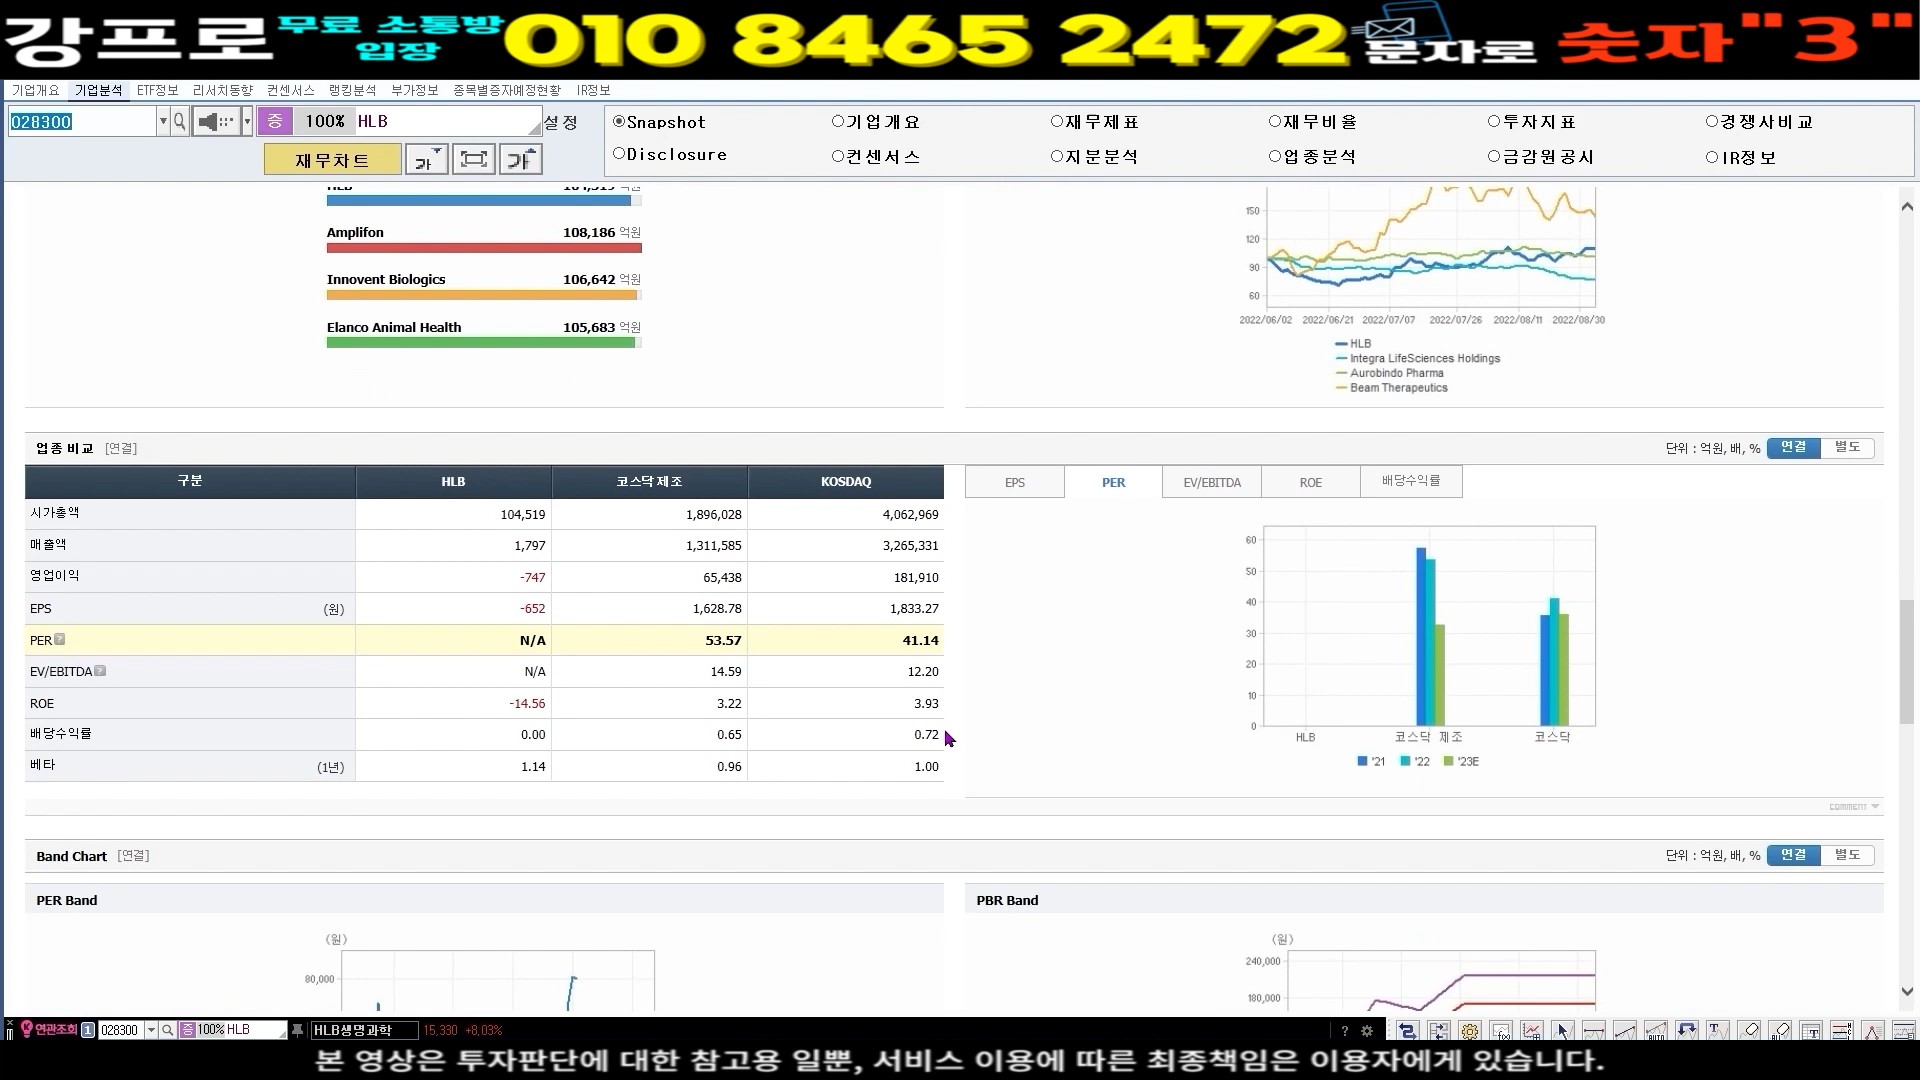 강프로 무료 소통방 입장 010 8465 2472 문자로 숫자"3"
기업개요 기업분석 ETF정보 리서치동향 컨센서스 랭킹분석 부가정보 종목별증자예정현황 IR정보
028300 증 100% HLB 설정
Snapshot 기업개요 재무제표 재무비율 투자지표 경쟁사비교
재무차트 가 가
Disclosure 컨센서스 지분분석 업종분석 금감원공시 IR정보
HLB 104,519 억원
Amplifon 108,186 억원
Innovent Biologics 106,642 억원
Elanco Animal Health 105,683 억원
150
120
90
60
2022/06/02 2022/06/21 2022/07/07 2022/07/26 2022/08/11 2022/08/30
HLB
Integra LifeSciences Holdings
Aurobindo Pharma
Beam Therapeutics
업종 비교 [연결] 단위 : 억원, 배, % 연결 별도
구분 HLB 코스닥 제조 KOSDAQ
시가총액 104,519 1,896,028 4,062,969
매출액 1,797 1,311,585 3,265,331
영업이익 -747 65,438 181,910
EPS (원) -652 1,628.78 1,833.27
PER N/A 53.57 41.14
EV/EBITDA N/A 14.59 12.20
ROE -14.56 3.22 3.93
배당수익률 0.00 0.65 0.72
베타 (1년) 1.14 0.96 1.00
EPS PER EV/EBITDA ROE 배당수익률
60
50
40
30
20
10
0
HLB 코스닥 제조 코스닥
'21 '22 '23E
COMMENT
Band Chart [연결] 단위 : 억원, 배, % 연결 별도
PER Band
(원)
80,000
PBR Band
(원)
240,000
180,000
연관조회 1 028300 증 100% HLB HLB생명과학 15,330 +8,03%
본 영상은 투자판단에 대한 참고용 일뿐, 서비스 이용에 따른 최종책임은 이용자에게 있습니다.